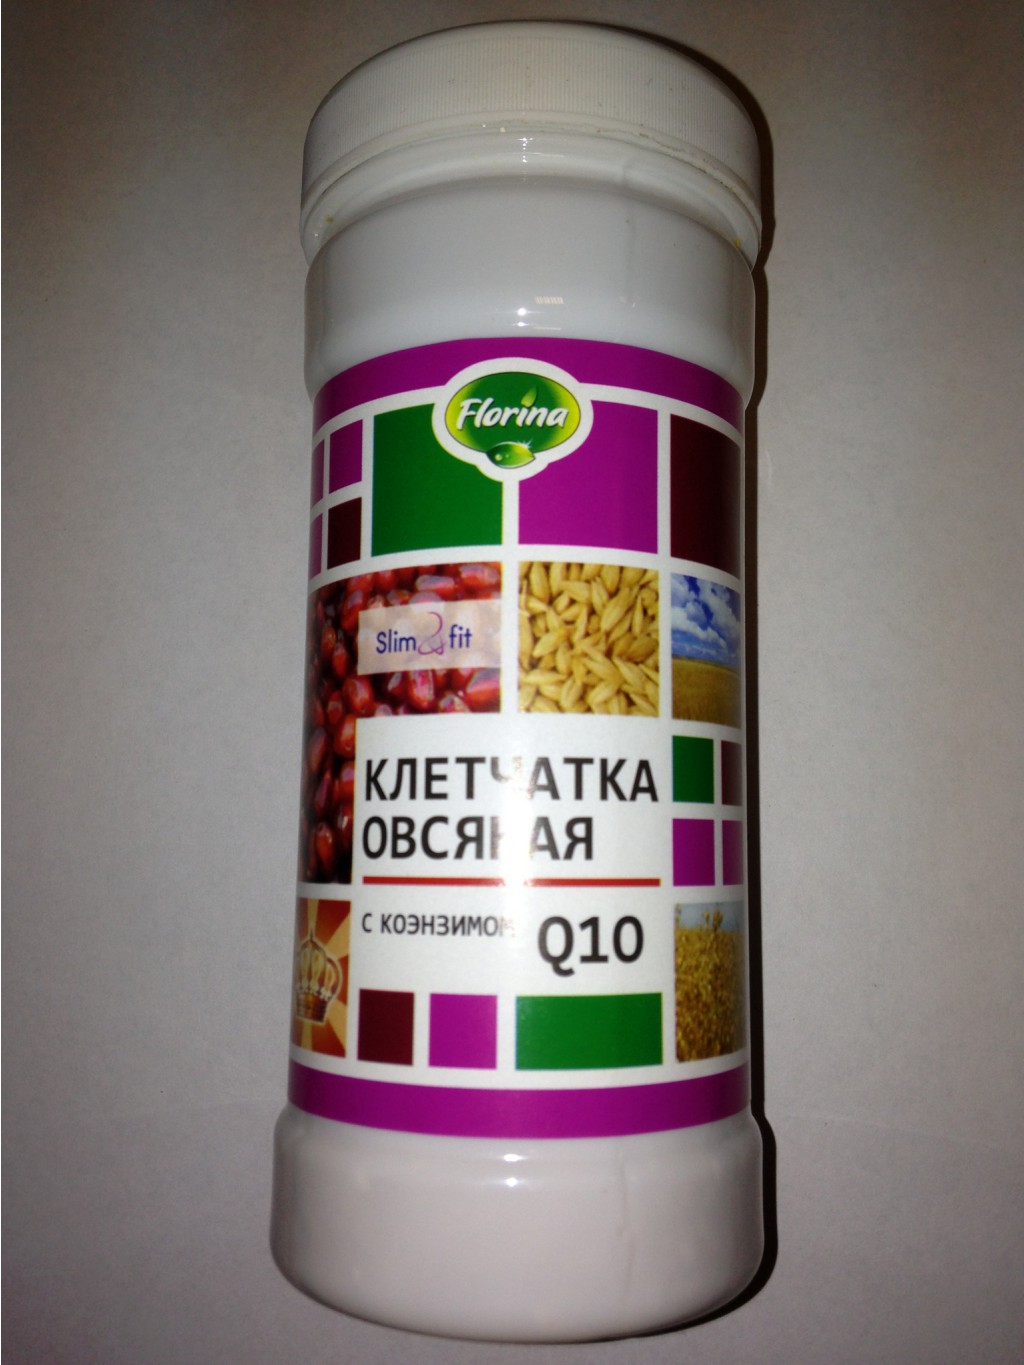 Florina
Slim&fit
КЛЕТЧАТКА
ОВСЯНАЯ
С КОЭНЗИМОМ Q10